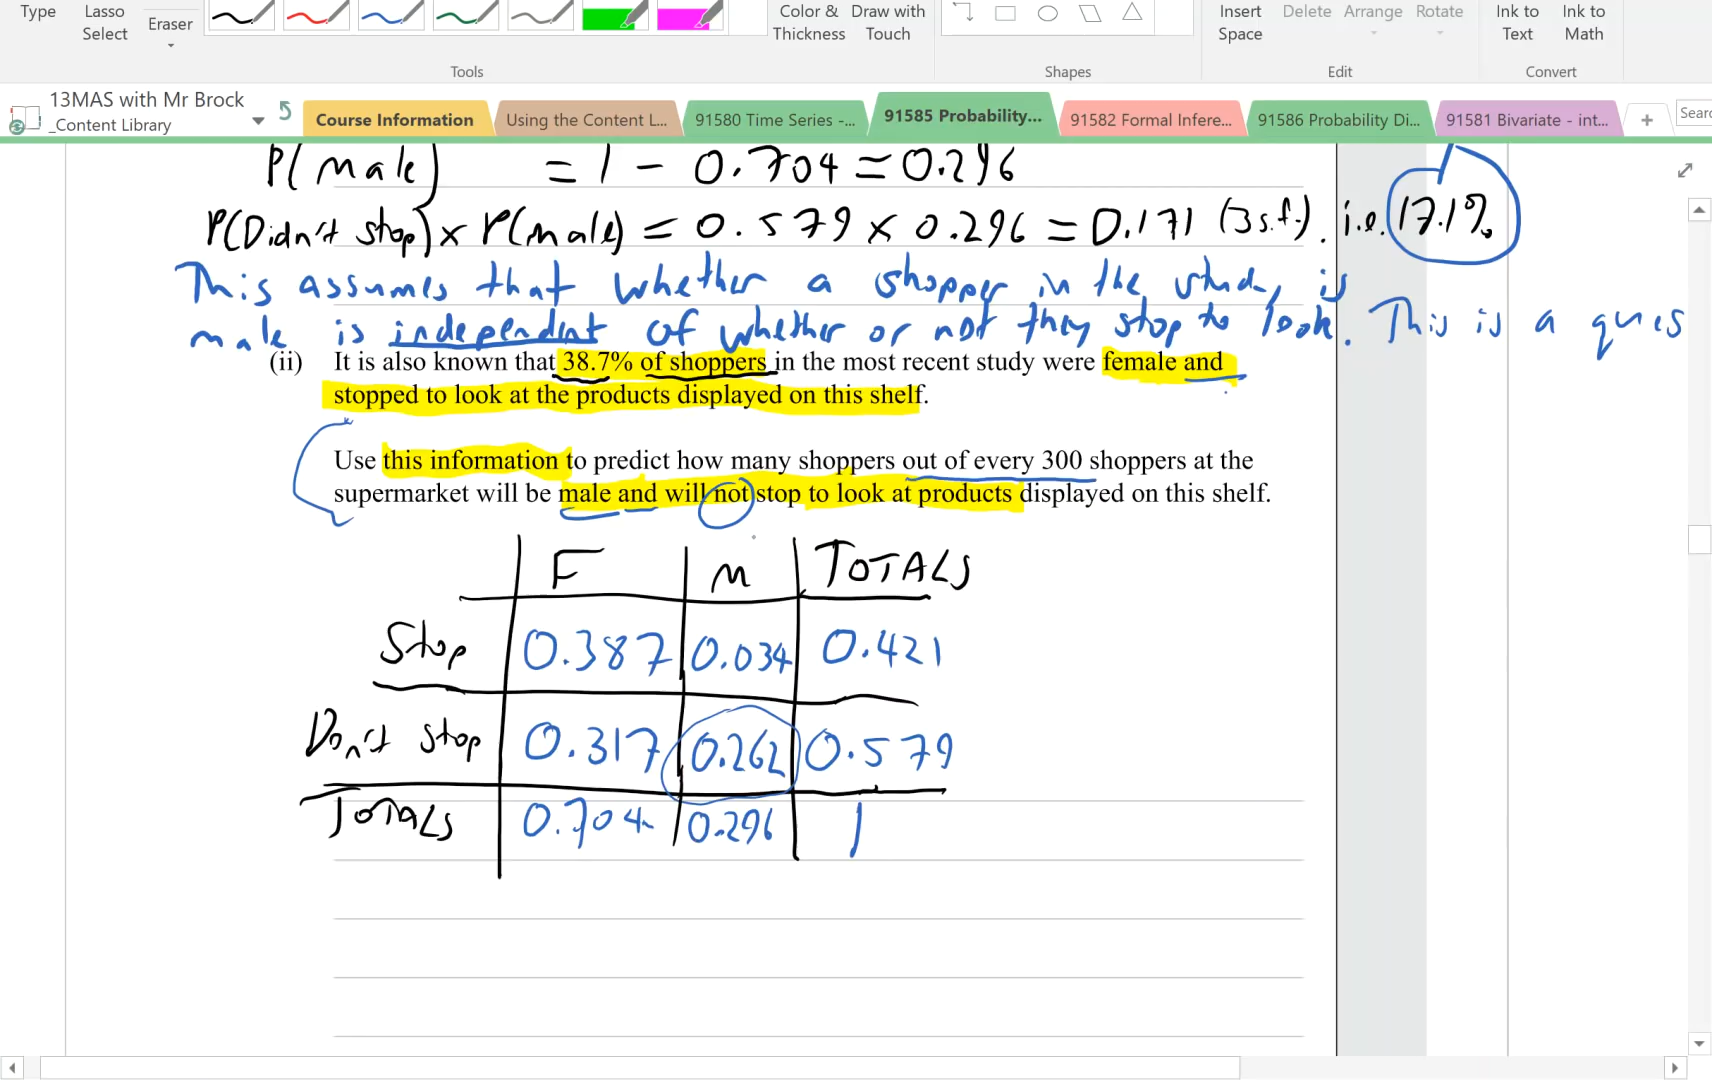 Type
Lasso Select
Eraser
Color & Thickness
Draw with Touch
Insert Space
Delete
Arrange
Rotate
Ink to Text
Ink to Math
Tools
Shapes
Edit
Convert
13MAS with Mr Brock
_Content Library
Course Information
Using the Content L...
91580 Time Series -...
91585 Probability...
91582 Formal Infere...
91586 Probability Di...
91581 Bivariate - int...
+
Sear
P(male) = 1 - 0.704 = 0.296
P(Didn't stop) x P(male) = 0.579 x 0.296 = 0.171 (3s.f.). i.e. 17.1%
This assumes that whether a shopper in the study is
male is independent of whether or not they stop to look. This is a ques
(ii) It is also known that 38.7% of shoppers in the most recent study were female and
stopped to look at the products displayed on this shelf.
Use this information to predict how many shoppers out of every 300 shoppers at the
supermarket will be male and will not stop to look at products displayed on this shelf.
F M TOTALS
Stop 0.387 0.034 0.421
Don't stop 0.317 0.262 0.579
TOTALS 0.704 0.296 1